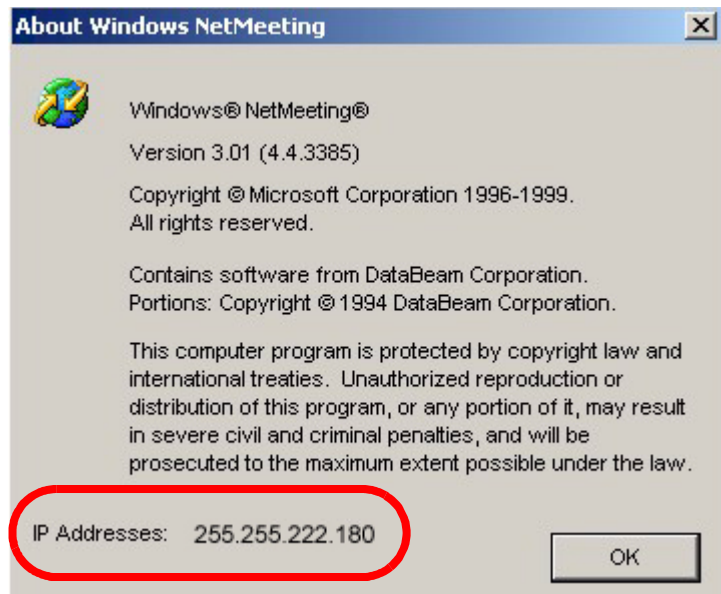 About Windows NetMeeting
Windows® NetMeeting®
Version 3.01 (4.4.3385)
Copyright © Microsoft Corporation 1996-1999.
All rights reserved.
Contains software from DataBeam Corporation.
Portions: Copyright © 1994 DataBeam Corporation.
This computer program is protected by copyright law and
international treaties.  Unauthorized reproduction or
distribution of this program, or any portion of it, may result
in severe civil and criminal penalties, and will be
prosecuted to the maximum extent possible under the law.
IP Addresses: 255.255.222.180
OK